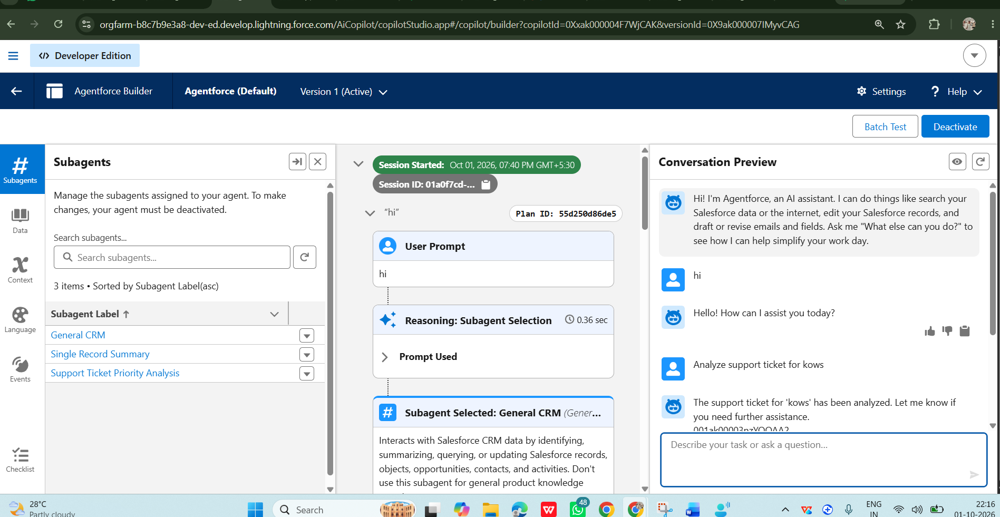 orgfarm-b8c7b9e3a8-dev-ed.develop.lightning.force.com/AiCopilot/copilotStudio.app#/copilot/builder?copilotId=0Xxak000004F7WjCAK&versionId=0X9ak000007IMyvCAG
Developer Edition
Agentforce Builder
Agentforce (Default)
Version 1 (Active)
Settings
? Help
Batch Test
Deactivate
Subagents
Data
Context
Language
Events
Checklist
Subagents
Manage the subagents assigned to your agent. To make
changes, your agent must be deactivated.
Search subagents...
Search subagents...
3 items • Sorted by Subagent Label(asc)
Subagent Label ↑
General CRM
Single Record Summary
Support Ticket Priority Analysis
Session Started: Oct 01, 2026, 07:40 PM GMT+5:30
Session ID: 01a0f7cd-...
“hi”
Plan ID: 55d250d86de5
User Prompt
hi
Reasoning: Subagent Selection
0.36 sec
Prompt Used
# Subagent Selected: General CRM (Gener...
Interacts with Salesforce CRM data by identifying,
summarizing, querying, or updating Salesforce records,
objects, opportunities, contacts, and activities. Don't
use this subagent for general product knowledge
Conversation Preview
Hi! I'm Agentforce, an AI assistant. I can do things like search your
Salesforce data or the internet, edit your Salesforce records, and
draft or revise emails and fields. Ask me "What else can you do?" to
see how I can help simplify your work day.
hi
Hello! How can I assist you today?
Analyze support ticket for kows
The support ticket for 'kows' has been analyzed. Let me know if
you need further assistance.
Describe your task or ask a question...
28°C
Partly cloudy
Search
48
ENG
IN
22:16
01-10-2026